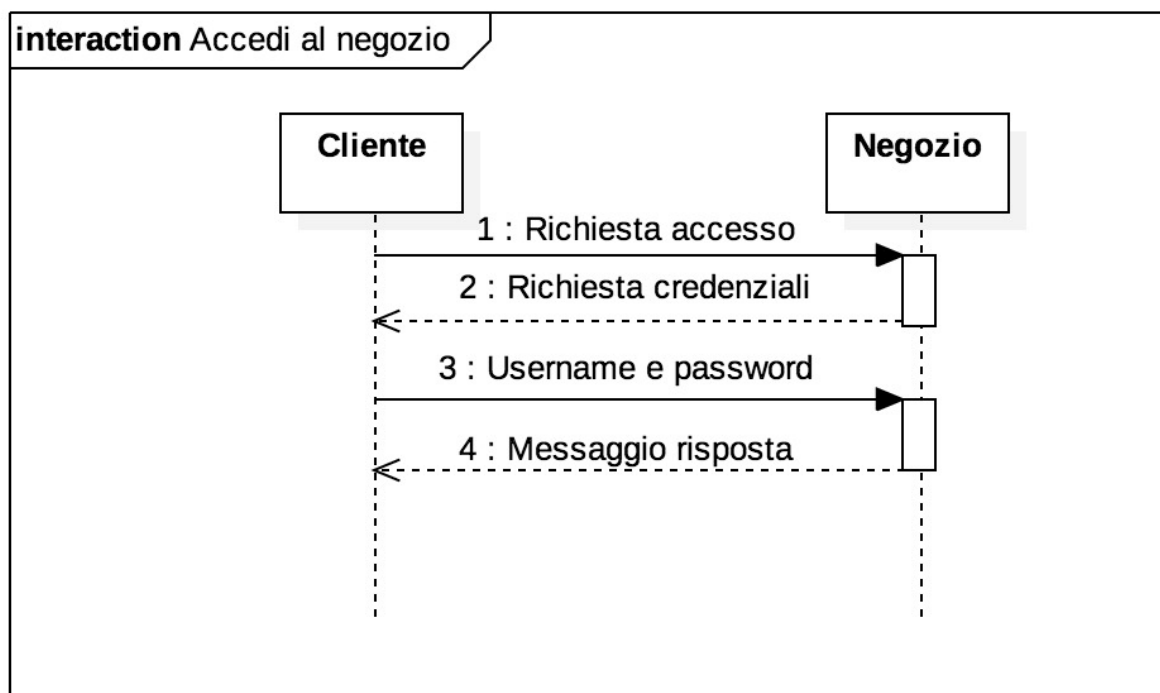 interaction Accedi al negozio
Cliente
Negozio
1 : Richiesta accesso
2 : Richiesta credenziali
3 : Username e password
4 : Messaggio risposta